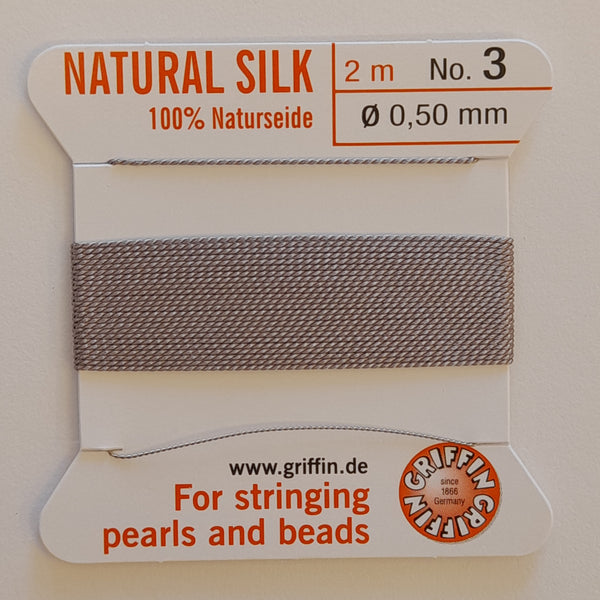 NATURAL SILK
100% Naturseide
2 m No. 3
Ø 0,50 mm
www.griffin.de
For stringing
pearls and beads
GRIFFIN
since
1866
Germany
GRIFFIN